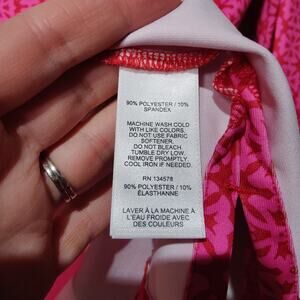 90% POLYESTER / 10%
SPANDEX
MACHINE WASH COLD
WITH LIKE COLORS.
DO NOT USE FABRIC
SOFTENER.
DO NOT BLEACH.
TUMBLE DRY LOW.
REMOVE PROMPTLY.
COOL IRON IF NEEDED.
RN 134578
90% POLYESTER / 10%
ÉLASTHANNE
LAVER À LA MACHINE À
L'EAU FROIDE AVEC
DES COULEURS